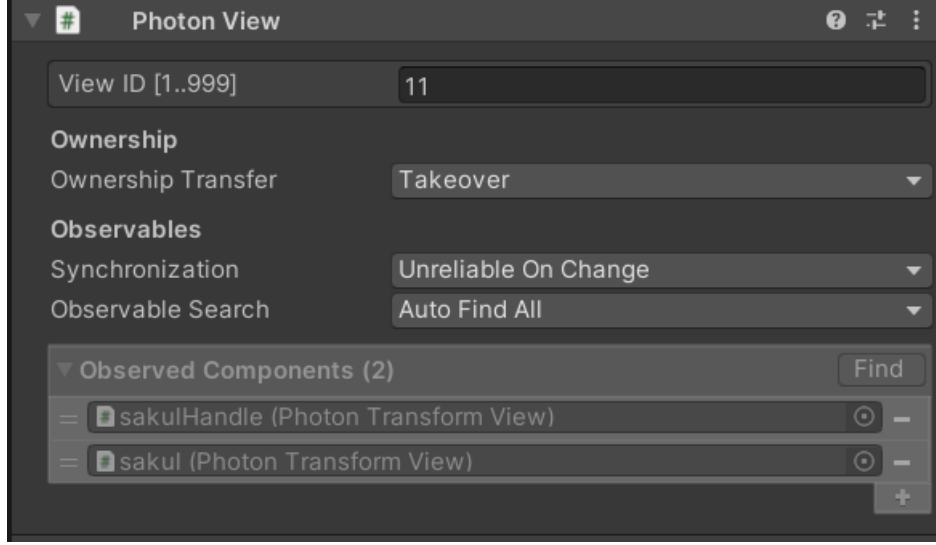 Photon View
View ID [1..999] 11
Ownership
Ownership Transfer Takeover
Observables
Synchronization Unreliable On Change
Observable Search Auto Find All
Observed Components (2) Find
sakulHandle (Photon Transform View)
sakul (Photon Transform View)